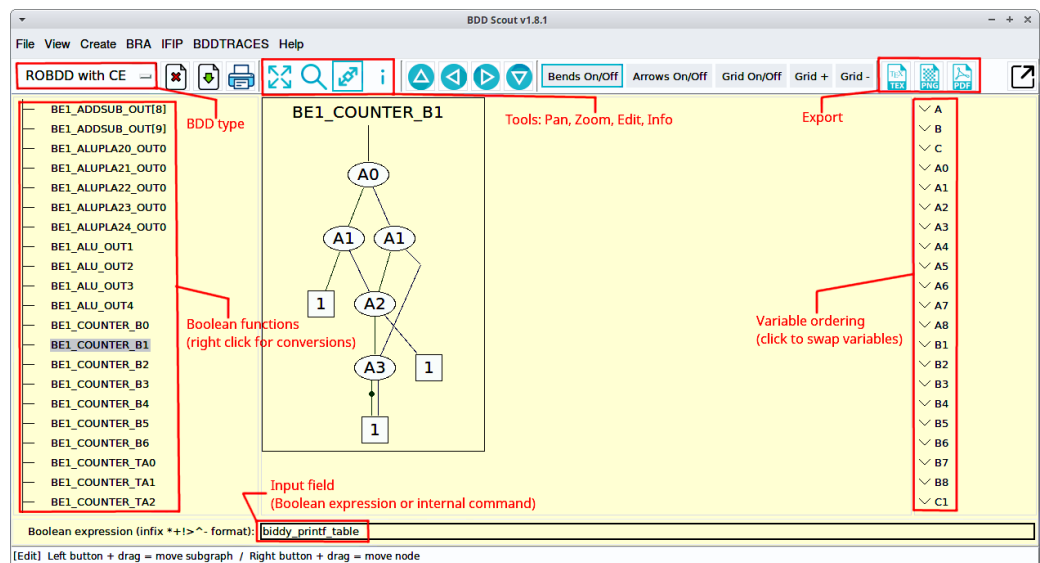 BDD Scout v1.8.1
File View Create BRA IFIP BDDTRACES Help
ROBDD with CE
i
Bends On/Off Arrows On/Off Grid On/Off Grid + Grid -
TEX
TEX
PNG
PDF
BDD type
Tools: Pan, Zoom, Edit, Info
Export
BE1_ADDSUB_OUT[8]
BE1_ADDSUB_OUT[9]
BE1_ALUPLA20_OUT0
BE1_ALUPLA21_OUT0
BE1_ALUPLA22_OUT0
BE1_ALUPLA23_OUT0
BE1_ALUPLA24_OUT0
BE1_ALU_OUT1
BE1_ALU_OUT2
BE1_ALU_OUT3
BE1_ALU_OUT4
BE1_COUNTER_B0
BE1_COUNTER_B1
BE1_COUNTER_B2
BE1_COUNTER_B3
BE1_COUNTER_B4
BE1_COUNTER_B5
BE1_COUNTER_B6
BE1_COUNTER_TA0
BE1_COUNTER_TA1
BE1_COUNTER_TA2
Boolean functions
(right click for conversions)
BE1_COUNTER_B1
A0
A1 A1
1 A2
A3 1
1
Variable ordering
(click to swap variables)
A
B
C
A0
A1
A2
A3
A4
A5
A6
A7
A8
B1
B2
B3
B4
B5
B6
B7
B8
C1
Input field
(Boolean expression or internal command)
Boolean expression (infix *+!>^- format): biddy_printf_table
[Edit] Left button + drag = move subgraph / Right button + drag = move node